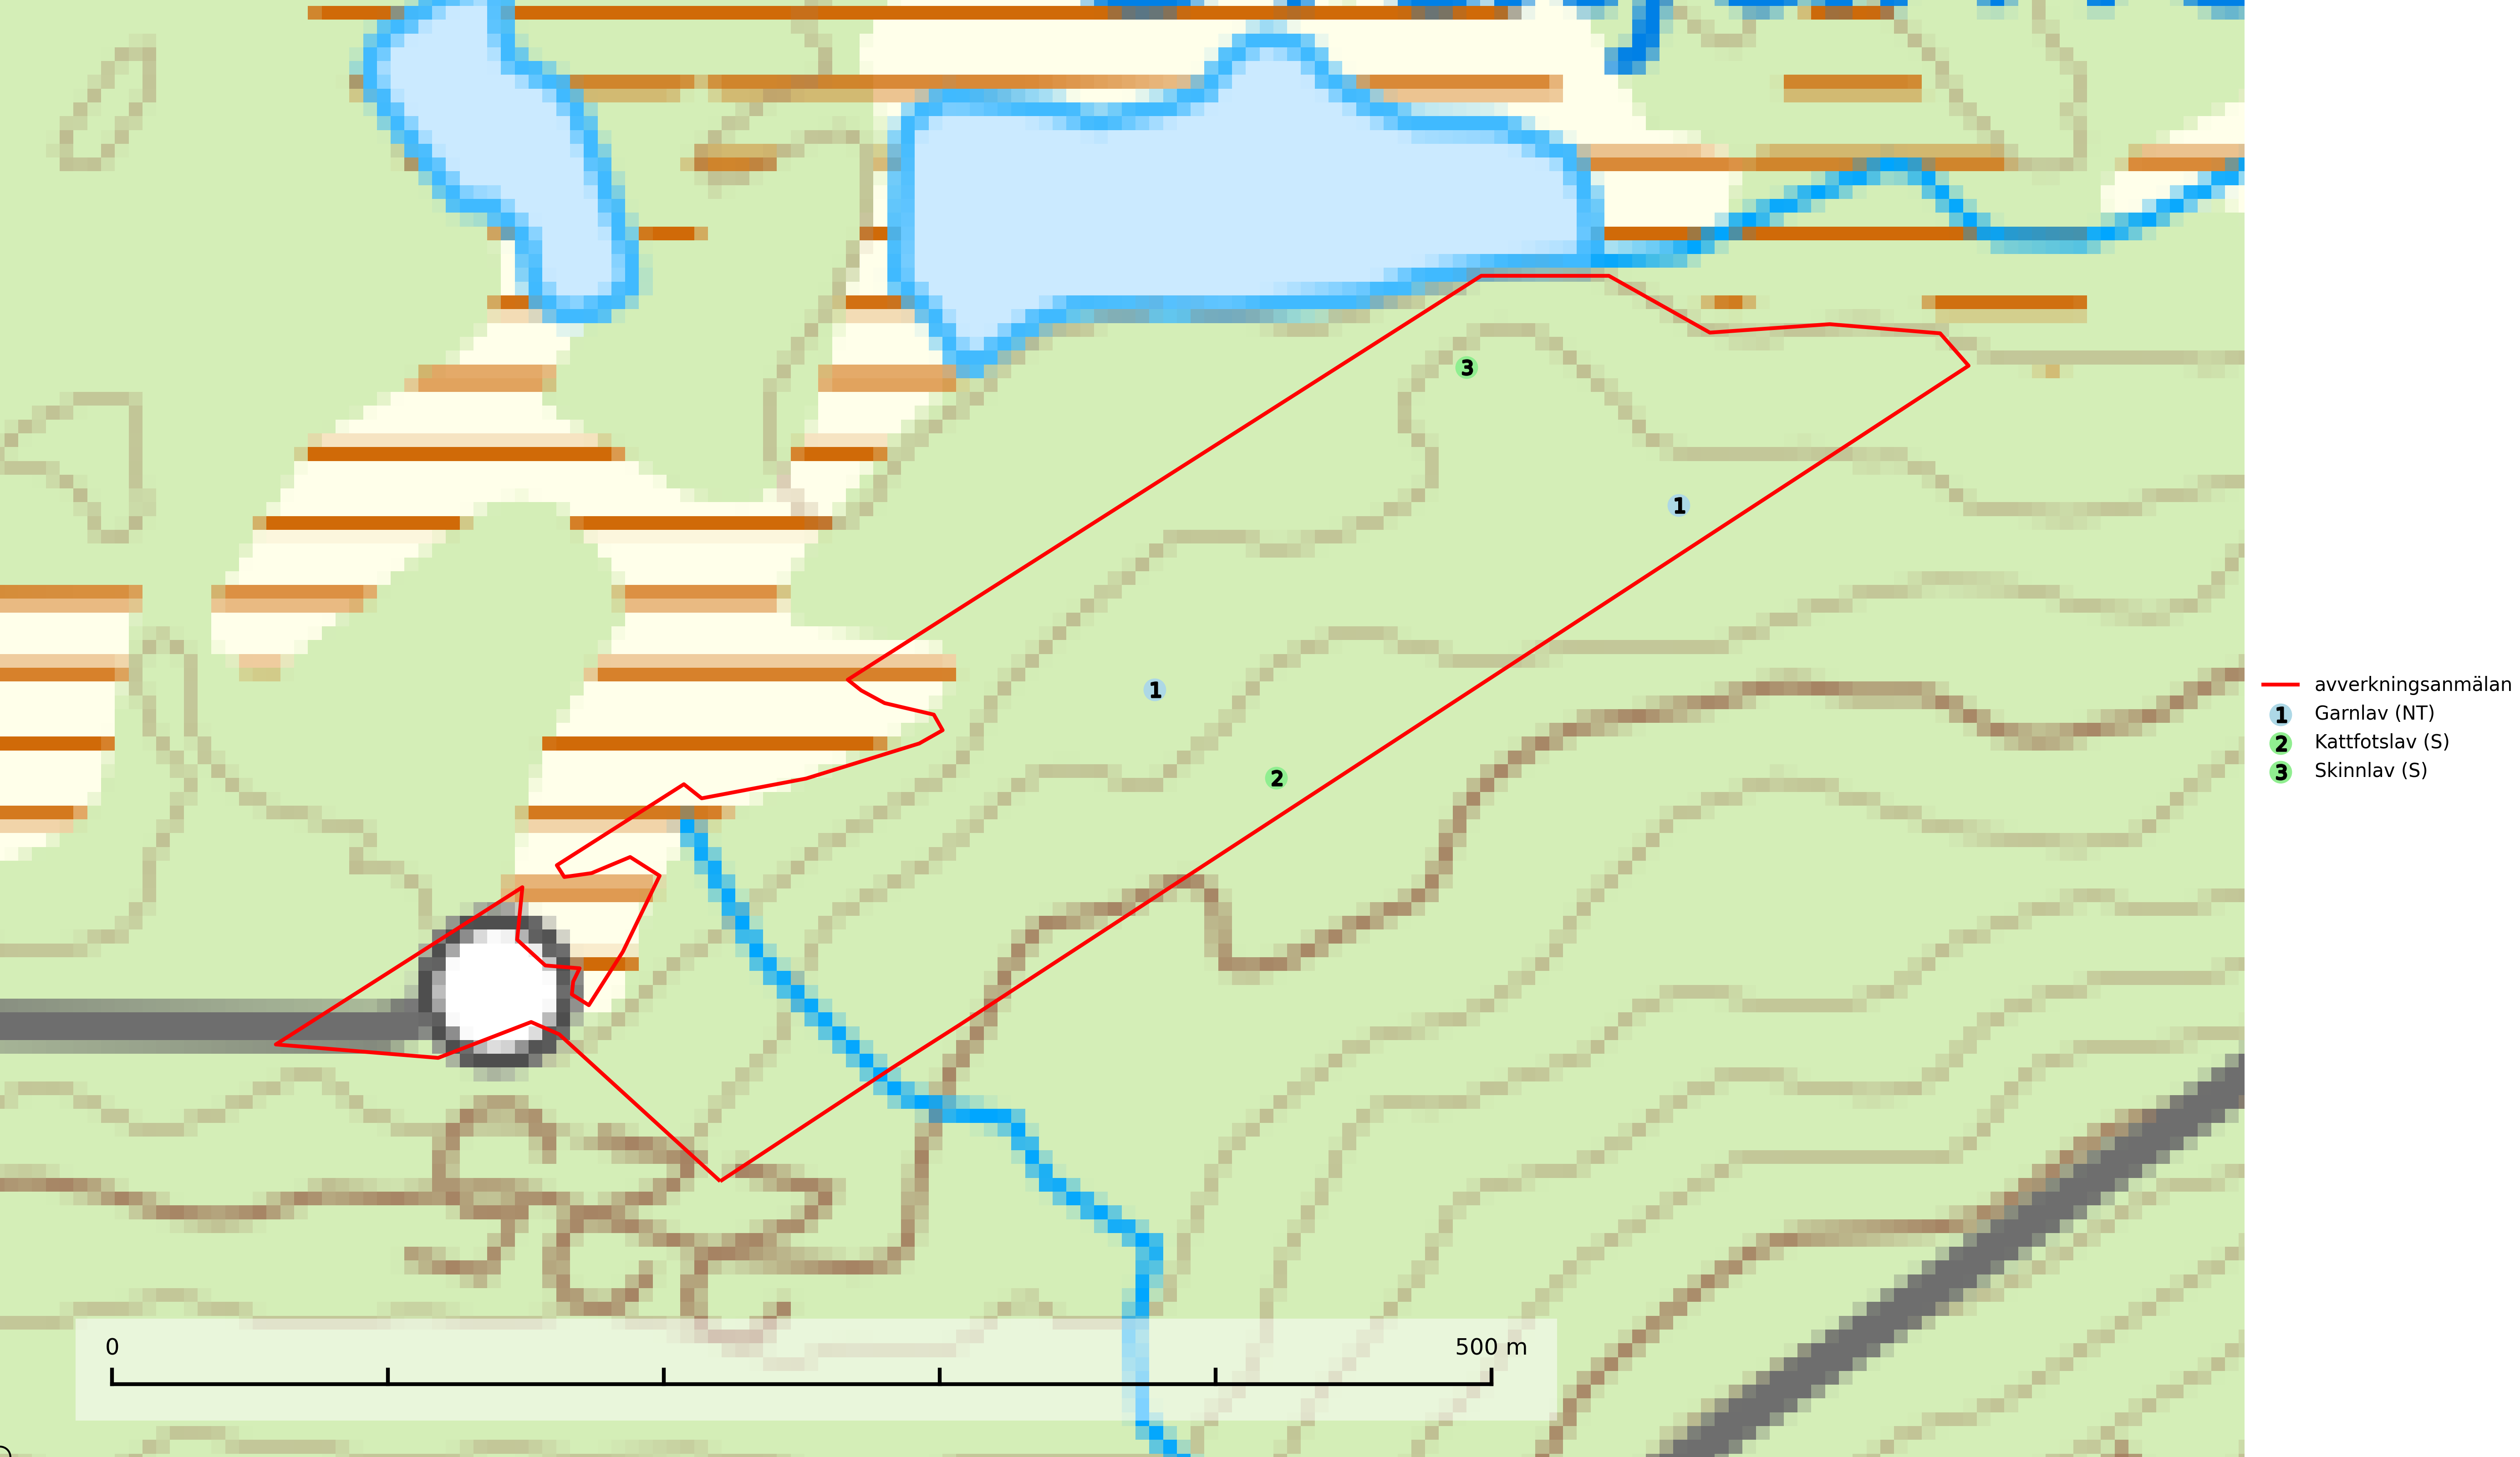 3
1
1
2
avverkningsanmälan
1 Garnlav (NT)
2 Kattfotslav (S)
3 Skinnlav (S)
0 500 m